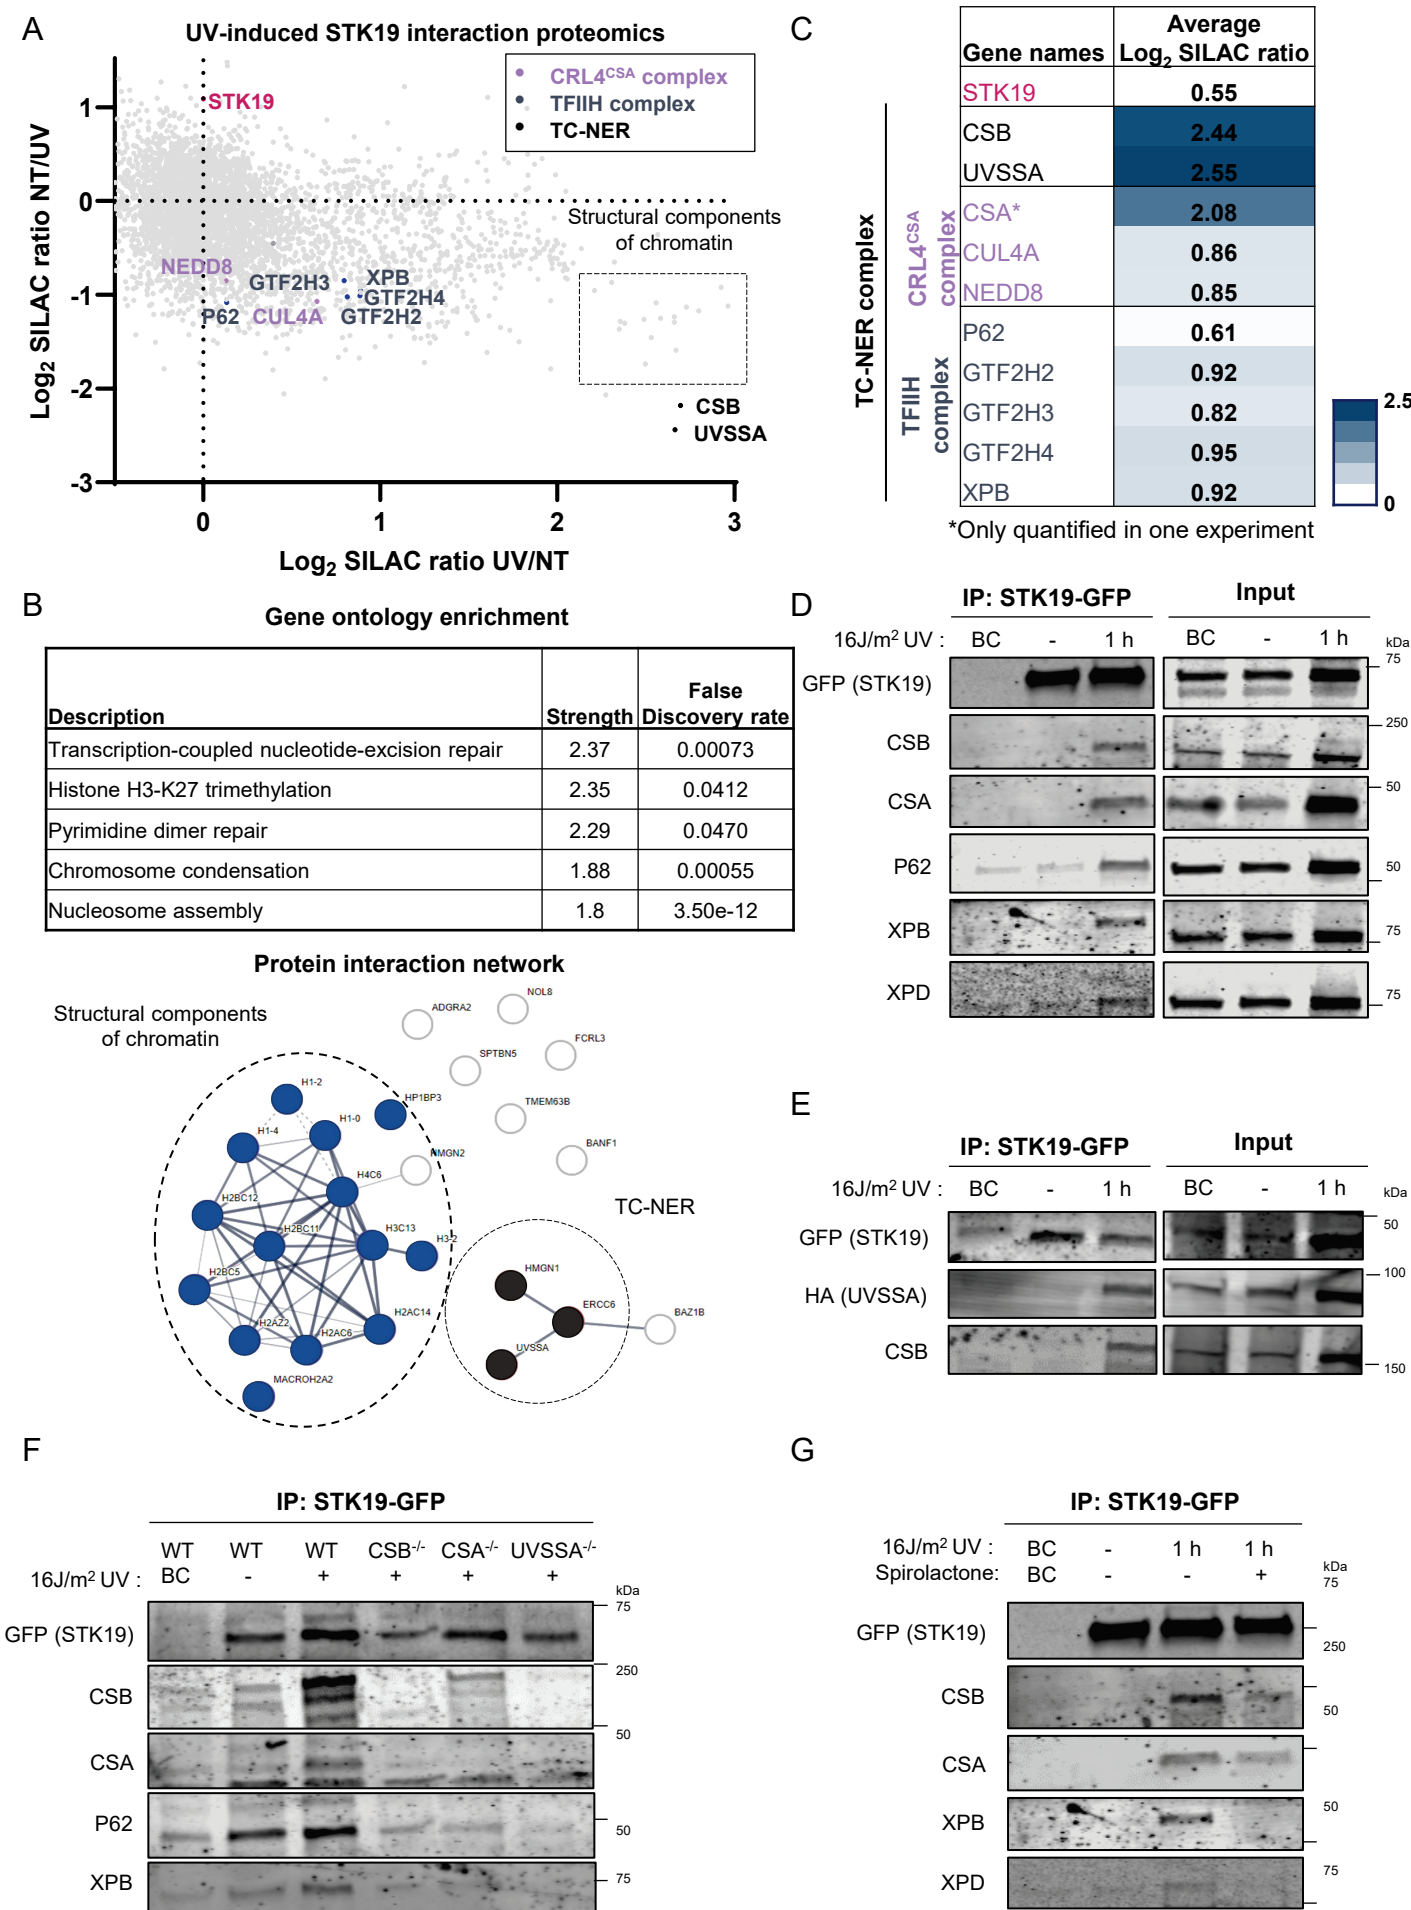 A
UV-induced STK19 interaction proteomics
CRL4CSA complex
TFIIH complex
TC-NER
STK19
Structural components
of chromatin
NEDD8
GTF2H3
XPB
GTF2H4
P62
CUL4A
GTF2H2
CSB
UVSSA
Log2 SILAC ratio NT/UV
1
0
-1
-2
-3
0
1
2
3
Log2 SILAC ratio UV/NT
B
Gene ontology enrichment
Description Strength False Discovery rate
Transcription-coupled nucleotide-excision repair 2.37 0.00073
Histone H3-K27 trimethylation 2.35 0.0412
Pyrimidine dimer repair 2.29 0.0470
Chromosome condensation 1.88 0.00055
Nucleosome assembly 1.8 3.50e-12
Protein interaction network
Structural components
of chromatin
ADGRA2
NOL8
SPTBN5
FCRL3
TMEM63B
BANF1
H1-2
HP1BP3
H1-0
H1-4
HMGN2
H4C6
H2BC12
H2BC11
H3C13
H3-2
H2BC5
H2AC14
H2AZ2
H2AC6
MACROH2A2
TC-NER
HMGN1
ERCC6
BAZ1B
UVSSA
C
Gene names Average Log2 SILAC ratio
STK19 0.55
CSB 2.44
UVSSA 2.55
CSA* 2.08
CUL4A 0.86
NEDD8 0.85
P62 0.61
GTF2H2 0.92
GTF2H3 0.82
GTF2H4 0.95
XPB 0.92
TC-NER complex
CRL4CSA
complex
TFIIH
complex
2.5
0
*Only quantified in one experiment
D
IP: STK19-GFP Input
16J/m2 UV : BC - 1 h BC - 1 h kDa
GFP (STK19) 75
CSB 250
CSA 50
P62 50
XPB 75
XPD 75
E
IP: STK19-GFP Input
16J/m2 UV : BC - 1 h BC - 1 h kDa
GFP (STK19) 50
HA (UVSSA) 100
CSB 150
F
IP: STK19-GFP
WT WT WT CSB-/- CSA-/- UVSSA-/-
16J/m2 UV : BC - + + + +
kDa
GFP (STK19) 75
CSB 250
50
CSA
P62 50
XPB 75
G
IP: STK19-GFP
16J/m2 UV : BC - 1 h 1 h
Spirolactone: BC - - +
kDa
75
GFP (STK19)
250
CSB
50
CSA
XPB 50
XPD 75